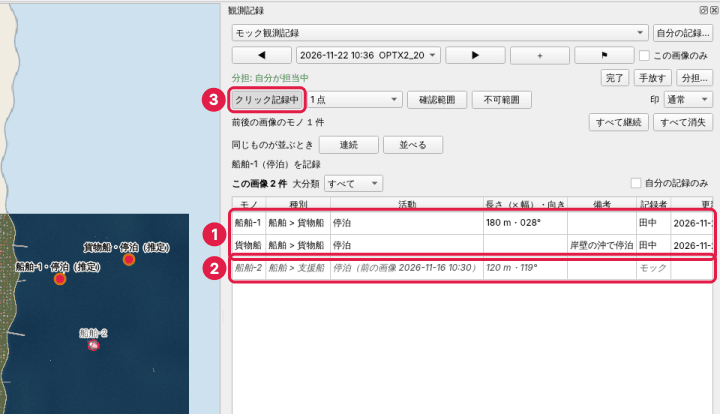 観測記録
モック観測記録
自分の記録...
◀ 2026-11-22 10:36 OPTX2_20 ▶ + ⚑ この画像のみ
分担: 自分が担当中
完了 手放す 分担...
3 クリック記録中 1 点 確認範囲 不可範囲 印 通常
前後の画像のモノ 1 件 すべて継続 すべて消失
同じものが並ぶとき 連続 並べる
船舶-1（停泊）を記録
この画像 2 件 大分類 すべて 自分の記録のみ
モノ 種別 活動 長さ（× 幅）・向き 備考 記録者
1
船舶-1 船舶 > 貨物船 停泊 180 m・028° 田中 2026-11-
貨物船 船舶 > 貨物船 停泊 岸壁の沖で停泊 田中 2026-11-
2
船舶-2 船舶 > 支援船 停泊（前の画像 2026-11-16 10:30） 120 m・119° モック
貨物船・停泊（推定）
船舶-1・停泊（推定）
船舶-2